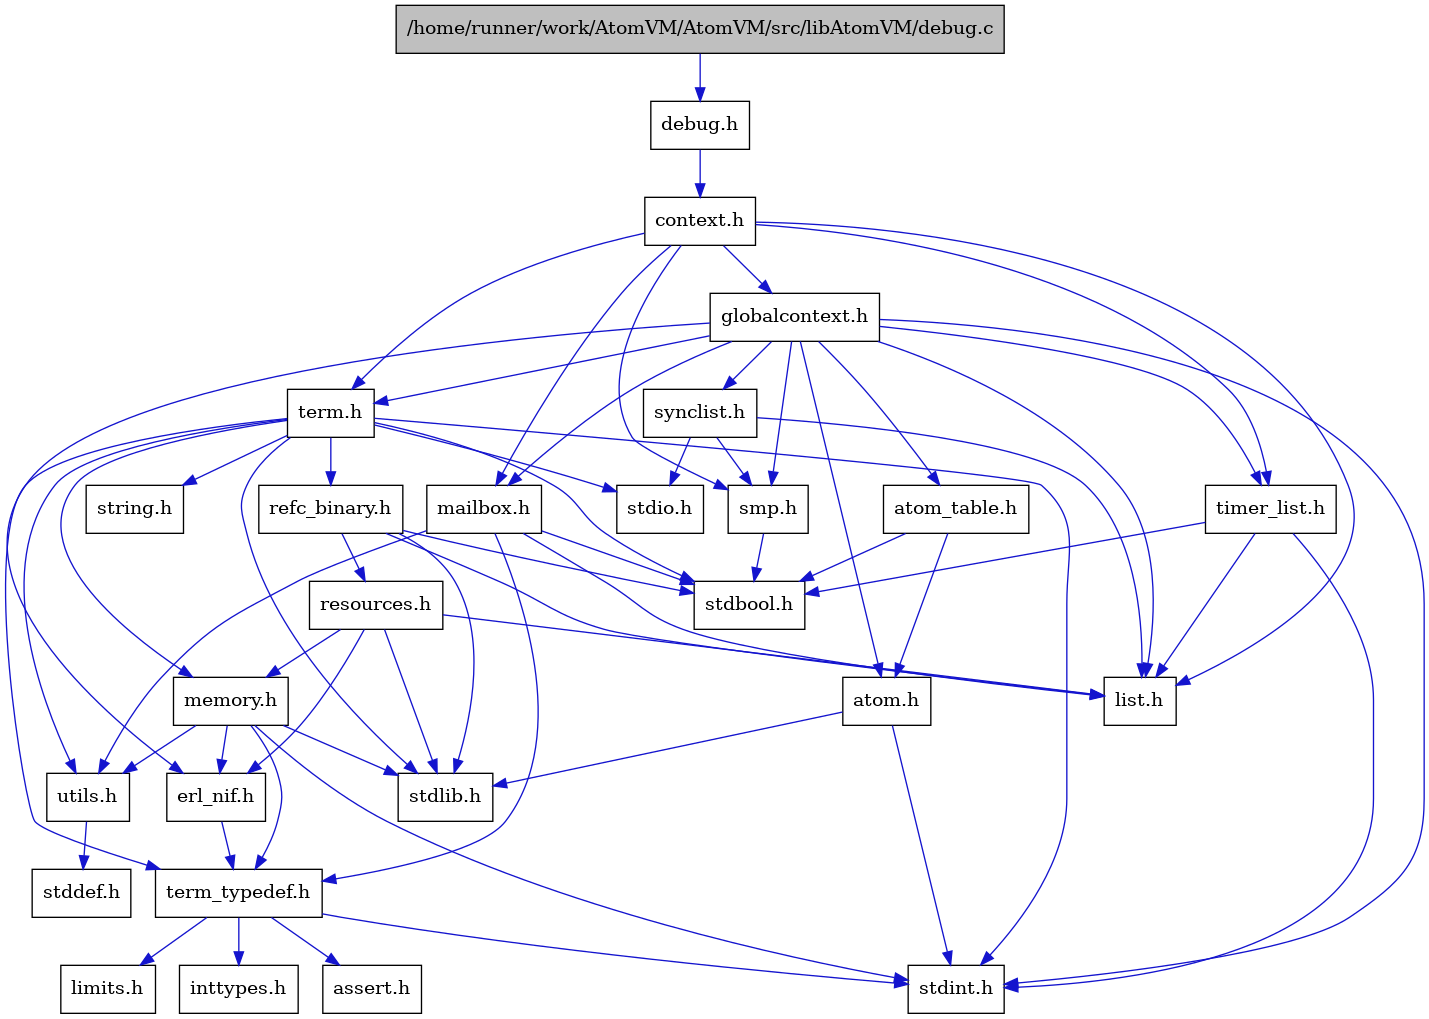 /home/runner/work/AtomVM/AtomVM/src/libAtomVM/debug.c
debug.h
context.h
globalcontext.h
term.h
synclist.h
string.h
refc_binary.h
mailbox.h
stdio.h
smp.h
atom_table.h
timer_list.h
resources.h
stdbool.h
memory.h
atom.h
list.h
utils.h
erl_nif.h
stdlib.h
stddef.h
term_typedef.h
limits.h
inttypes.h
assert.h
stdint.h